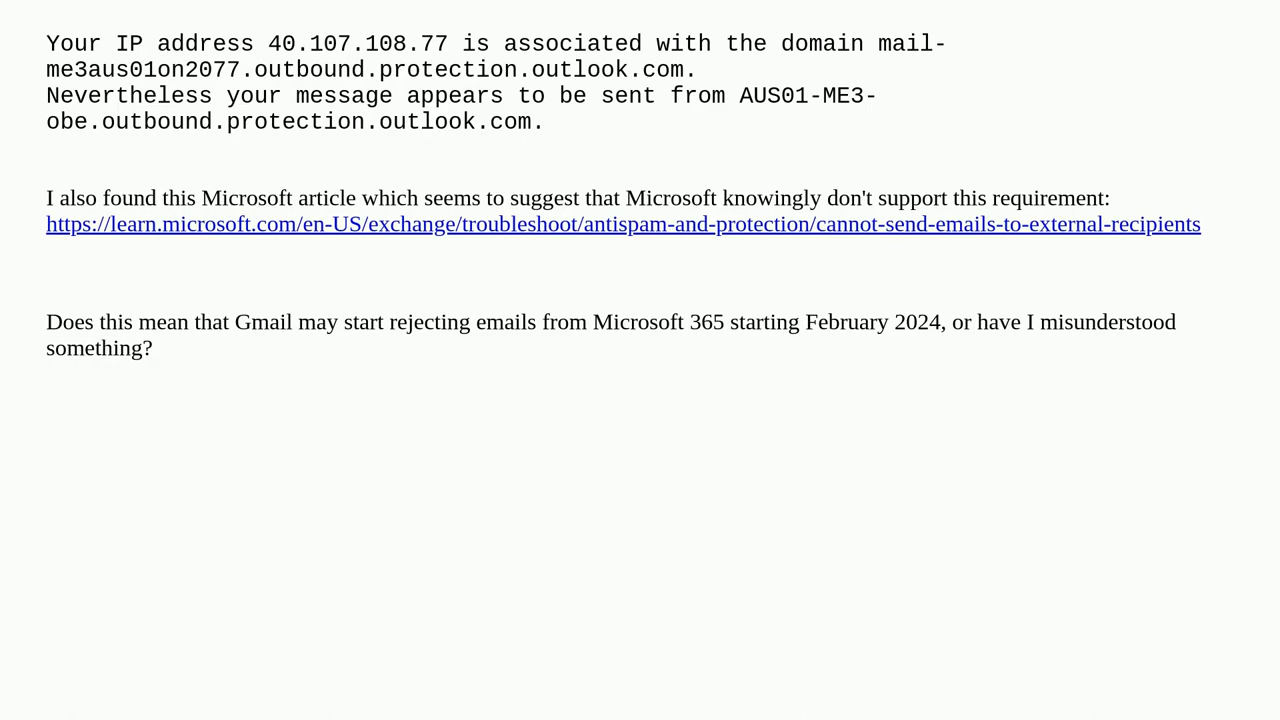 Your IP address 40.107.108.77 is associated with the domain mail-
me3aus01on2077.outbound.protection.outlook.com.
Nevertheless your message appears to be sent from AUS01-ME3-
obe.outbound.protection.outlook.com.
I also found this Microsoft article which seems to suggest that Microsoft knowingly don't support this requirement:
https://learn.microsoft.com/en-US/exchange/troubleshoot/antispam-and-protection/cannot-send-emails-to-external-recipients
Does this mean that Gmail may start rejecting emails from Microsoft 365 starting February 2024, or have I misunderstood
something?